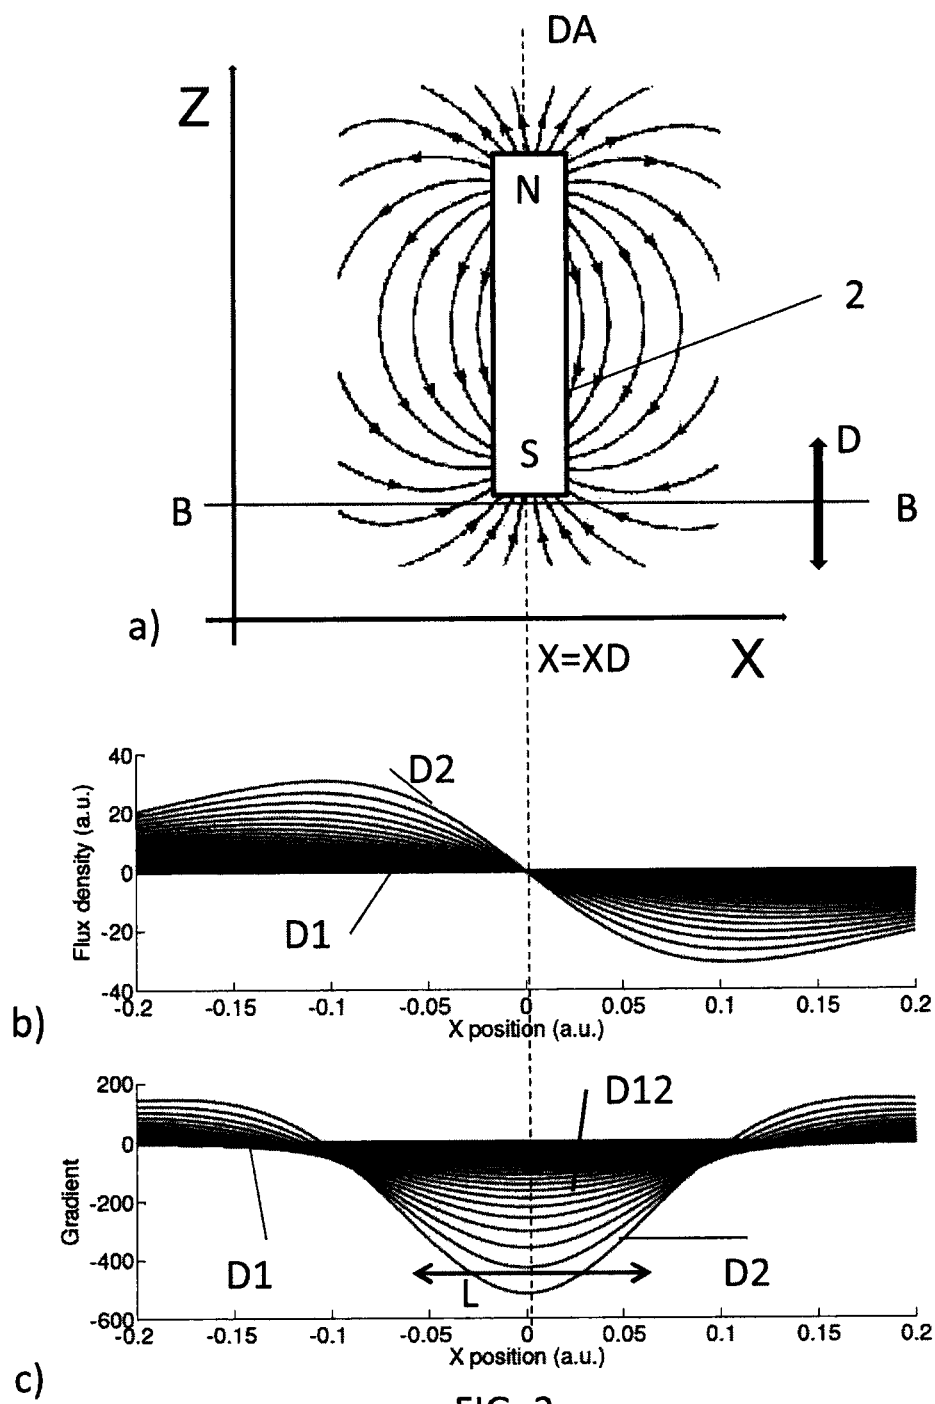 DA
Z
N
2
S
D
B
B
a)
X=XD
X
40
D2
20
Flux density (a.u.)
0
D1
-20
-40
-0.2 -0.15 -0.1 -0.05 0 0.05 0.1 0.15 0.2
b)
X position (a.u.)
200
D12
0
Gradient
-200
-400
D1
D2
L
-600
-0.2 -0.15 -0.1 -0.05 0 0.05 0.1 0.15 0.2
X position (a.u.)
c)